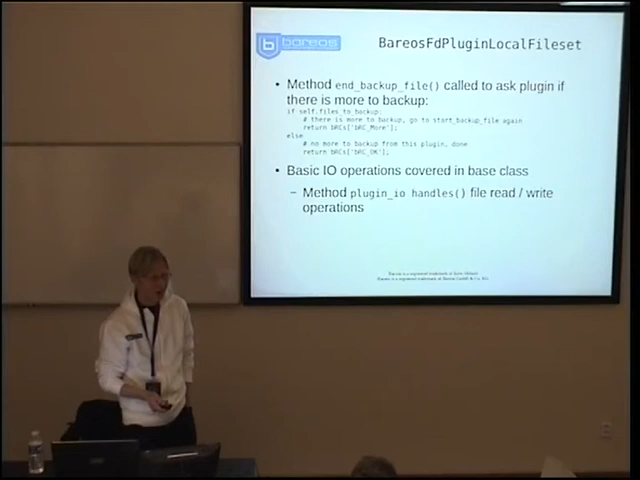 bareos
BareosFdPluginLocalFileset
• Method end_backup_file() called to ask plugin if
there is more to backup:
if self.files_to_backup:
# there is more to backup, go to start_backup_file again
return bRCs['bRC_More'];
else
# no more to backup from this plugin, done
return bRCs['bRC_OK'];
• Basic IO operations covered in base class
– Method plugin_io handles() file read / write
operations